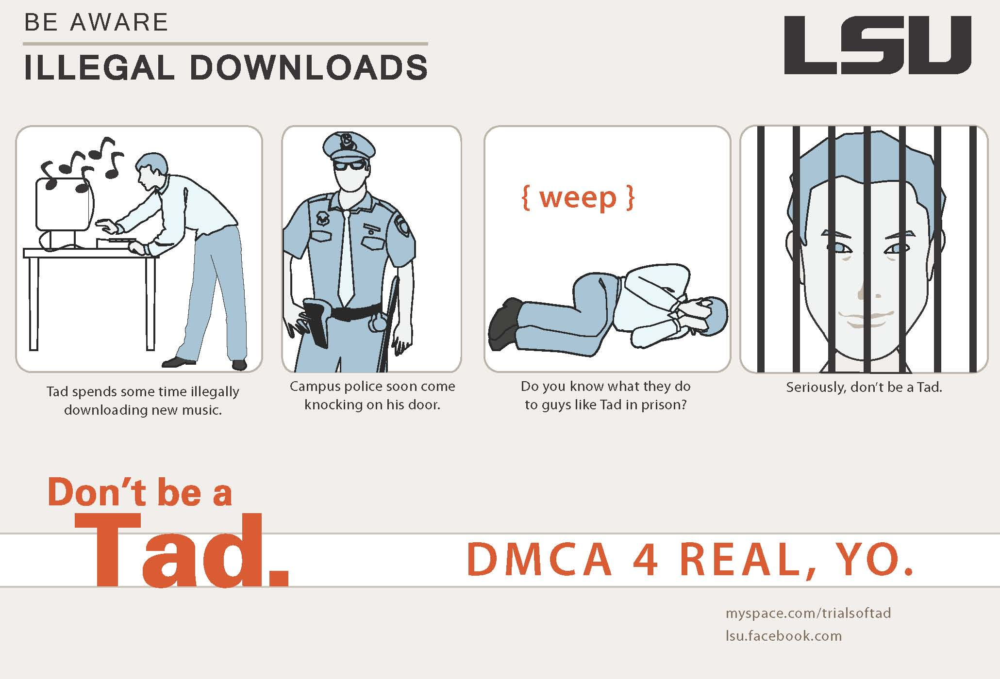 BE AWARE
ILLEGAL DOWNLOADS
LSU
{ weep }
Tad spends some time illegally
downloading new music.
Campus police soon come
knocking on his door.
Do you know what they do
to guys like Tad in prison?
Seriously, don't be a Tad.
Don't be a
Tad.
DMCA 4 REAL, YO.
myspace.com/trialsoftad
lsu.facebook.com